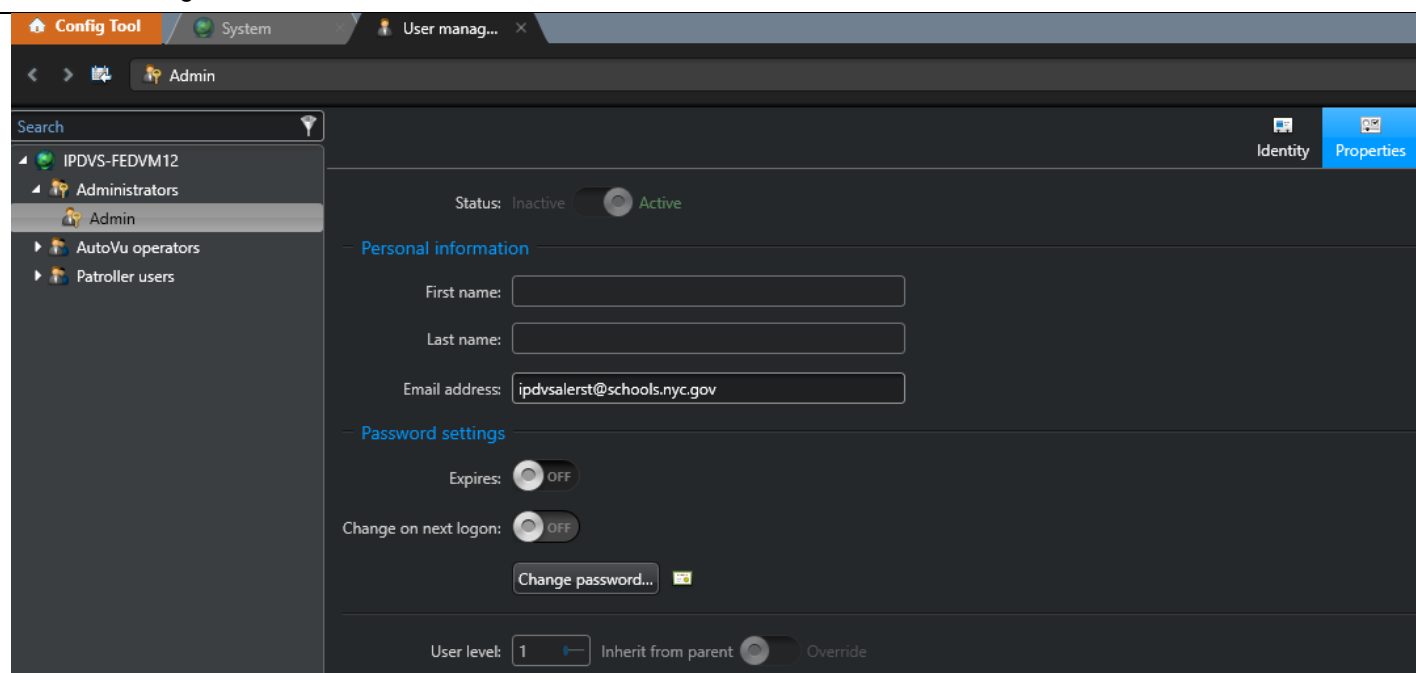 Config Tool System User manag...
Admin
Search
Identity Properties
IPDVS-FEDVM12
Administrators
Admin
AutoVu operators
Patroller users
Status: Inactive Active
Personal information
First name:
Last name:
Email address: ipdvsalerst@schools.nyc.gov
Password settings
Expires: OFF
Change on next logon: OFF
Change password...
User level: 1 Inherit from parent Override